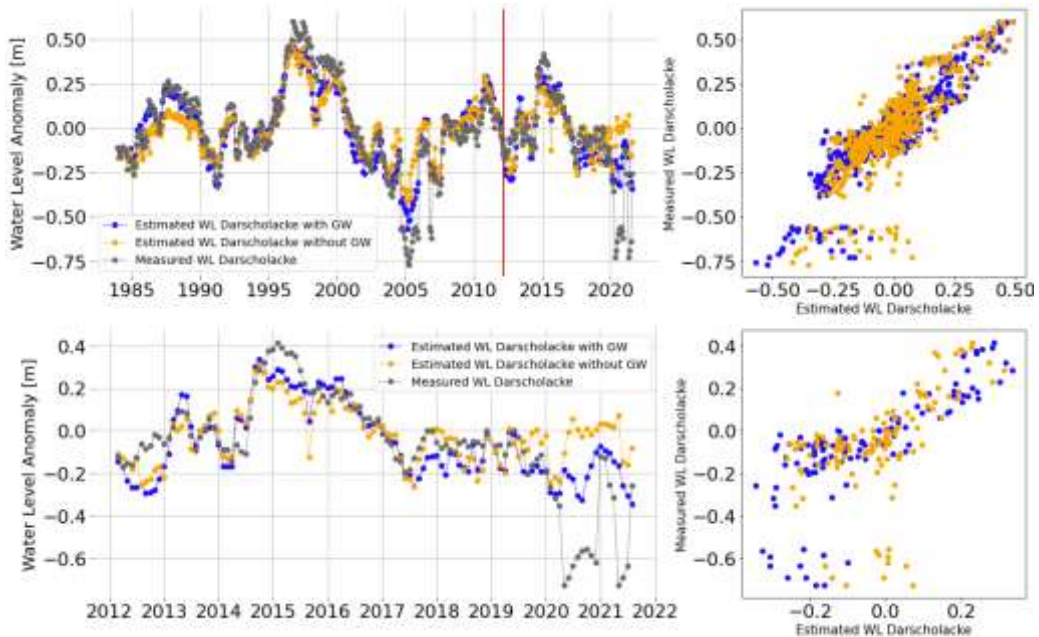 Water Level Anomaly [m]
0.50
0.25
0.00
−0.25
−0.50
−0.75
Estimated WL Darscholacke with GW
Estimated WL Darscholacke without GW
Measured WL Darscholacke
1985 1990 1995 2000 2005 2010 2015 2020
Measured WL Darscholacke
0.50
0.25
0.00
−0.25
−0.50
−0.75
−0.50 −0.25 0.00 0.25 0.50
Estimated WL Darscholacke
Water Level Anomaly [m]
0.4
0.2
0.0
−0.2
−0.4
−0.6
Estimated WL Darscholacke with GW
Estimated WL Darscholacke without GW
Measured WL Darscholacke
2012 2013 2014 2015 2016 2017 2018 2019 2020 2021 2022
Measured WL Darscholacke
0.4
0.2
0.0
−0.2
−0.4
−0.6
−0.2 0.0 0.2
Estimated WL Darscholacke